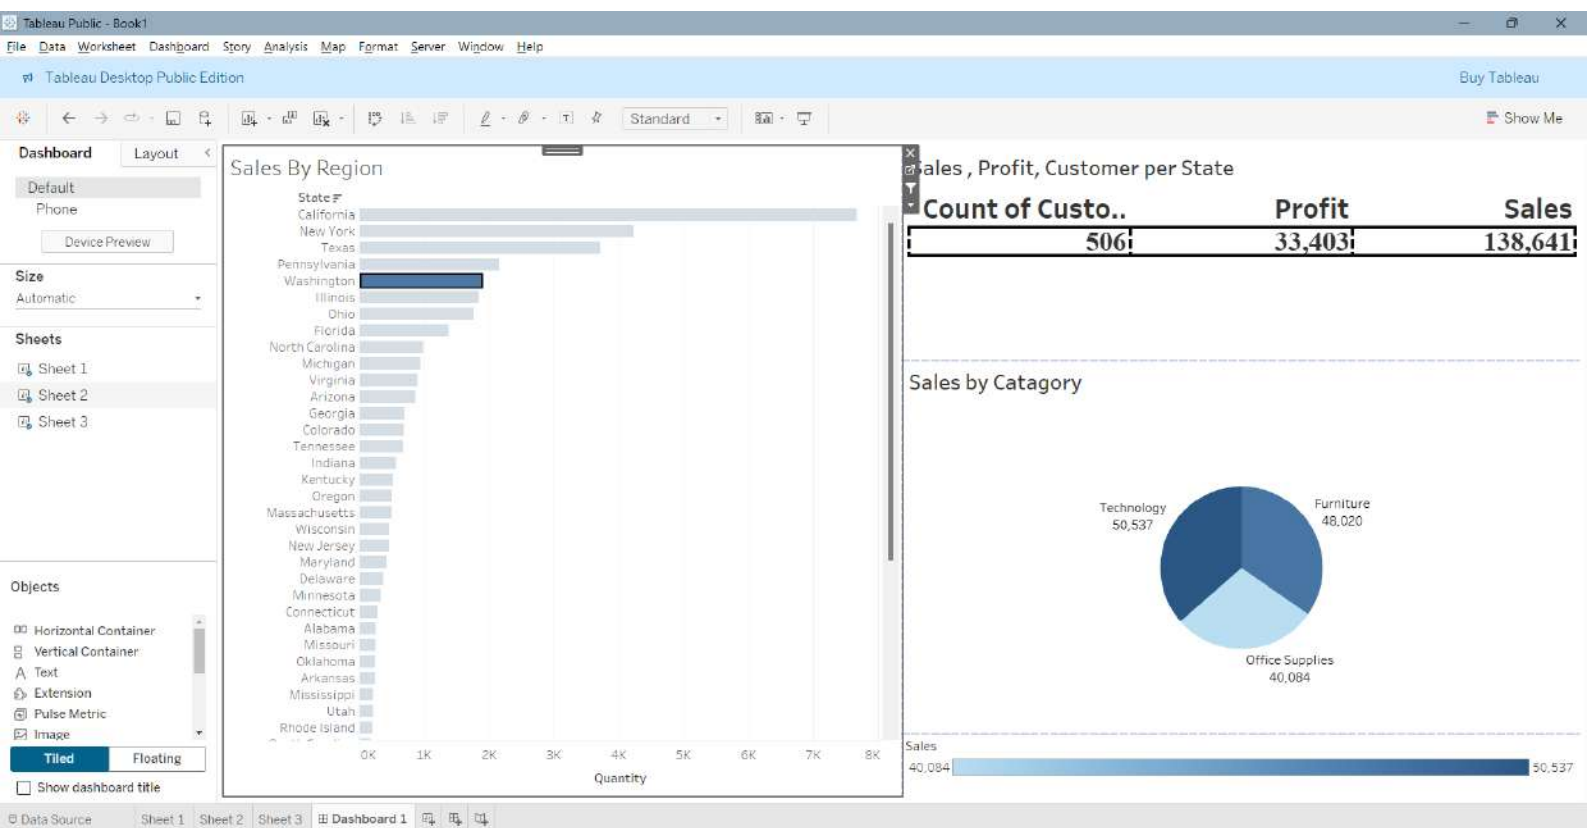 Tableau Public - Book1
File Data Worksheet Dashboard Story Analysis Map Format Server Window Help
Tableau Desktop Public Edition
Buy Tableau
Standard
Show Me
Dashboard Layout
Default
Phone
Device Preview
Size
Automatic
Sheets
Sheet 1
Sheet 2
Sheet 3
Objects
Horizontal Container
Vertical Container
Text
Extension
Pulse Metric
Image
Tiled Floating
Show dashboard title
Sales By Region
State
California
New York
Texas
Pennsylvania
Washington
Illinois
Ohio
Florida
North Carolina
Michigan
Virginia
Arizona
Georgia
Colorado
Tennessee
Indiana
Kentucky
Oregon
Massachusetts
Wisconsin
New Jersey
Maryland
Delaware
Minnesota
Connecticut
Alabama
Missouri
Oklahoma
Arkansas
Mississippi
Utah
Rhode Island
0K 1K 2K 3K 4K 5K 6K 7K 8K
Quantity
Sales , Profit, Customer per State
Count of Custo.. Profit Sales
506 33,403 138,641
Sales by Catagory
Technology
50,537
Furniture
48,020
Office Supplies
40,084
Sales
40,084 50,537
Data Source Sheet 1 Sheet 2 Sheet 3 Dashboard 1